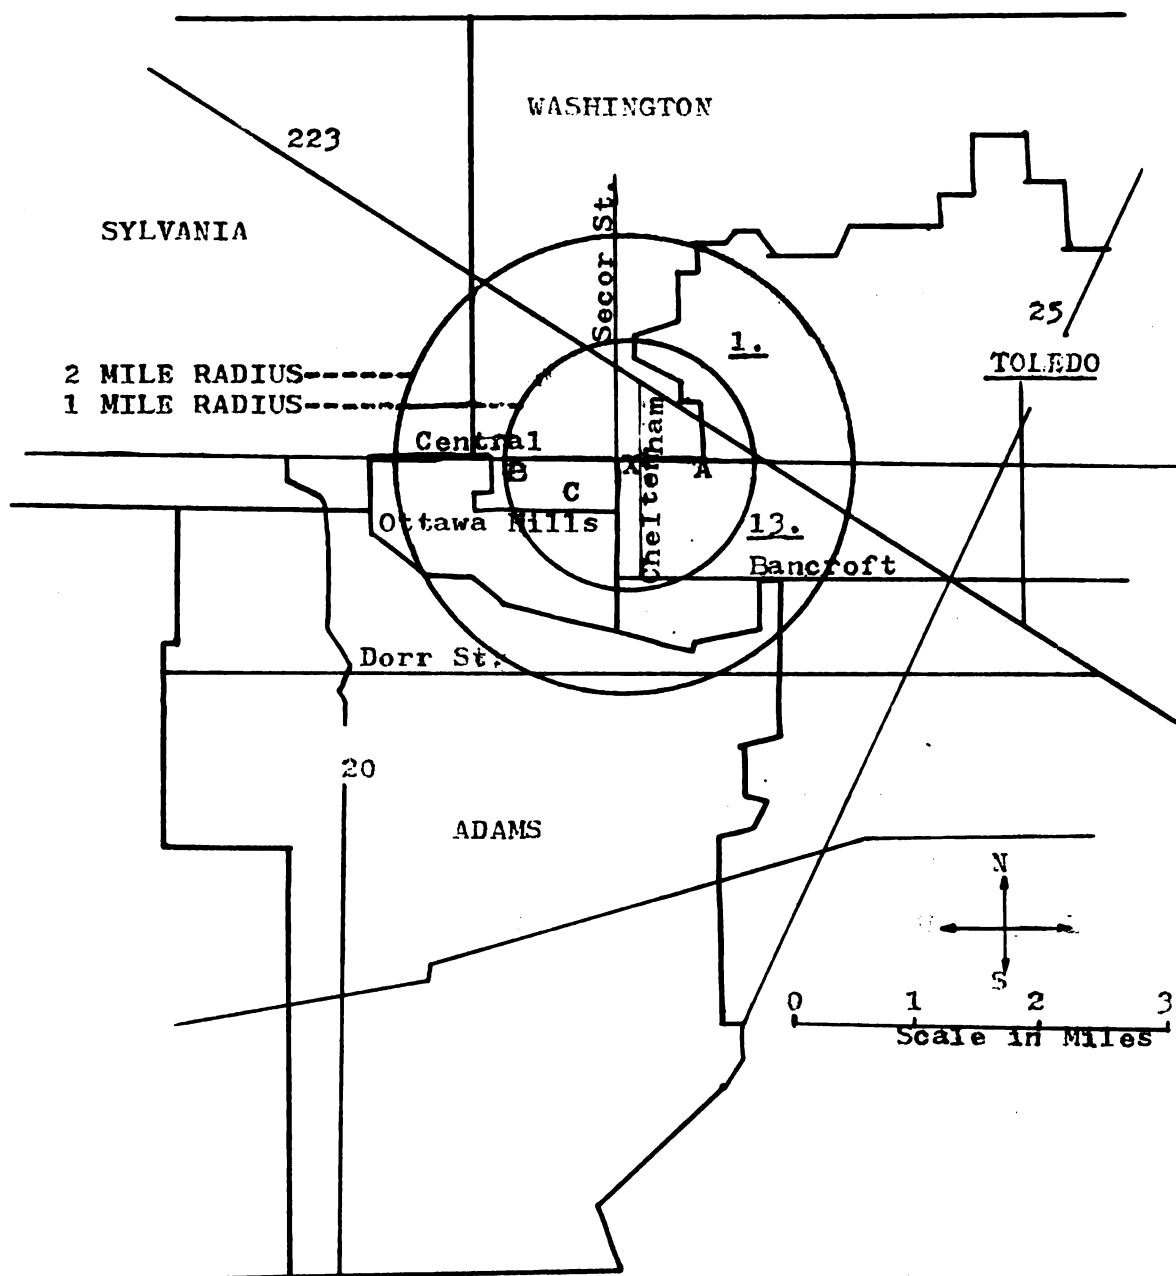 WASHINGTON
223
SYLVANIA
Secor St.
25
1.
TOLEDO
2 MILE RADIUS
1 MILE RADIUS
Central
Cheltenham
X
A
C
Ottawa Hills
13.
Bancroft
Dorr St.
20
ADAMS
N
S
0 1 2 3
Scale in Miles